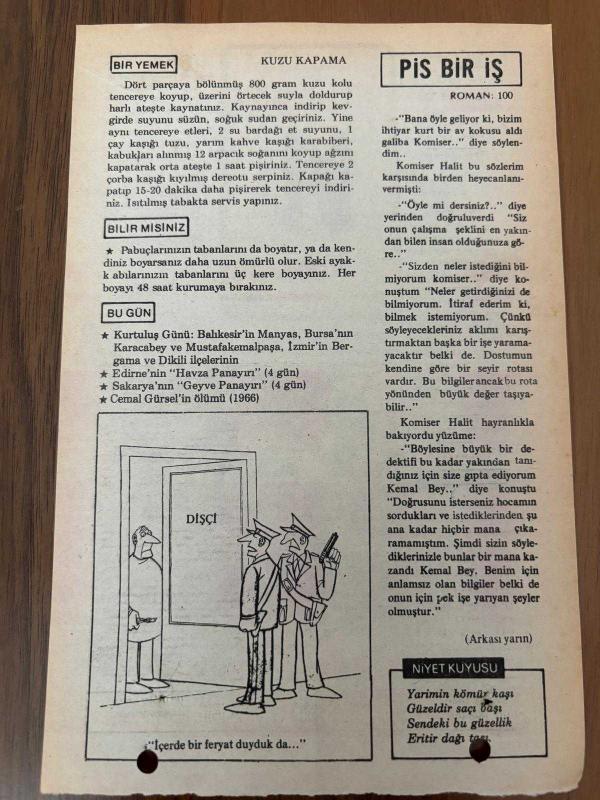 BİR YEMEK
KUZU KAPAMA
Dört parçaya bölünmüş 800 gram kuzu kolu
tencereye koyup, üzerini örtecek suyla doldurup
harlı ateşte kaynatınız. Kaynayınca indirip kev-
girde suyunu süzün, soğuk sudan geçiriniz. Yine
aynı tencereye etleri, 2 su bardağı et suyunu, 1
çay kaşığı tuzu, yarım kahve kaşığı karabiberi,
kabukları alınmış 12 arpacık soğanını koyup ağzını
kapatarak orta ateşte 1 saat pişiriniz. Tencereye 2
çorba kaşığı kıyılmış dereotu serpiniz. Kapağı ka-
patıp 15-20 dakika daha pişirerek tencereyi indiri-
niz. Isıtılmış tabakta servis yapınız.
BİLİR MİSİNİZ
★ Pabuçlarınızın tabanlarını da boyatır, ya da ken-
diniz boyarsanız daha uzun ömürlü olur. Eski ayak-
k abılarınızın tabanlarını üç kere boyayınız. Her
boyayı 48 saat kurumaya bırakınız.
BU GÜN
★ Kurtuluş Günü: Balıkesir'in Manyas, Bursa'nın
Karacabey ve Mustafakemalpaşa, İzmir'in Ber-
gama ve Dikili ilçelerinin
★ Edirne'nin "Havza Panayırı" (4 gün)
★ Sakarya'nın "Geyve Panayırı" (4 gün)
★ Cemal Gürsel'in ölümü (1966)
DİŞÇİ
"İçerde bir feryat duyduk da..."
PİS BİR İŞ
ROMAN: 100
-"Bana öyle geliyor ki, bizim
ihtiyar kurt bir av kokusu aldı
galiba Komiser.." diye söylen-
dim..
Komiser Halit bu sözlerim
karşısında birden heyecanlanı-
vermişti:
-"Öyle mi dersiniz?.." diye
yerinden doğruluverdi "Siz
onun çalışma şeklini en yakın-
dan bilen insan olduğunuza gö-
re.."
-"Sizden neler istediğini bil-
miyorum komiser.." diye ko-
nuştum "Neler getirdiğinizi de
bilmiyorum. İtiraf ederim ki,
bilmek istemiyorum. Çünkü
söyleyecekleriniz aklımı karış-
tırmaktan başka bir işe yarama-
yacaktır belki de. Dostumun
kendine göre bir seyir rotası
vardır. Bu bilgiler ancak bu rota
yönünden büyük değer taşıya-
bilir.."
Komiser Halit hayranlıkla
bakıyordu yüzüme:
-"Böylesine büyük bir de-
dektifi bu kadar yakından tanı-
dığınız için size gıpta ediyorum
Kemal Bey.." diye konuştu
"Doğrusunu isterseniz hocamın
sordukları ve istediklerinden şu
ana kadar hiçbir mana çıka-
ramamıştım. Şimdi sizin söyle-
diklerinizle bunlar bir mana ka-
zandı Kemal Bey. Benim için
anlamsız olan bilgiler belki de
onun için pek işe yarıyan şeyler
olmuştur."
(Arkası yarın)
NİYET KUYUSU
Yarimin kömür kaşı
Güzeldir saçı başı
Sendeki bu güzellik
Eritir dağı taşı.